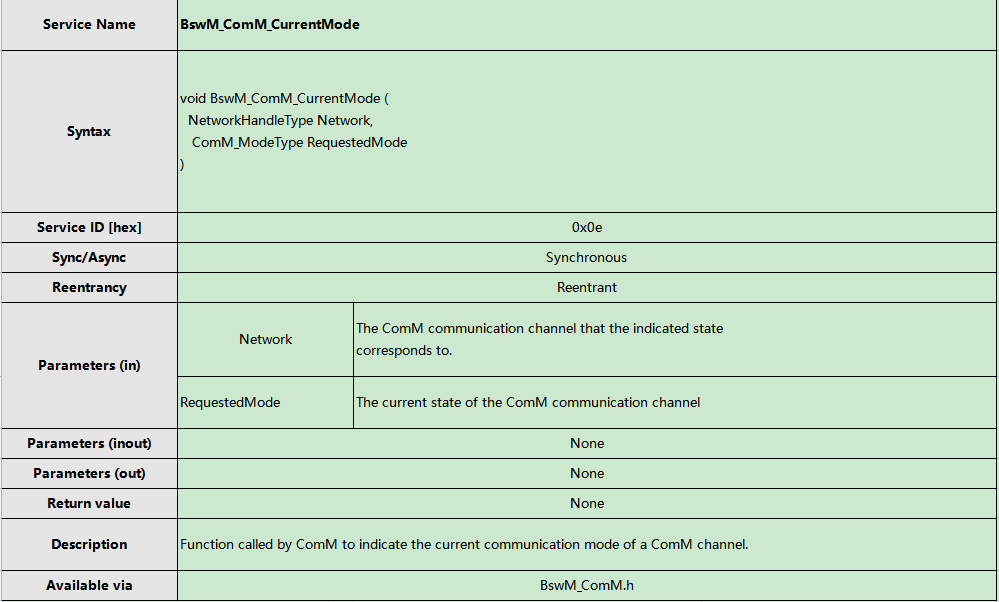 Service Name
BswM_ComM_CurrentMode
Syntax
void BswM_ComM_CurrentMode (
NetworkHandleType Network,
ComM_ModeType RequestedMode
)
Service ID [hex]
0x0e
Sync/Async
Synchronous
Reentrancy
Reentrant
Parameters (in)
Network
The ComM communication channel that the indicated state
corresponds to.
RequestedMode
The current state of the ComM communication channel
Parameters (inout)
None
Parameters (out)
None
Return value
None
Description
Function called by ComM to indicate the current communication mode of a ComM channel.
Available via
BswM_ComM.h